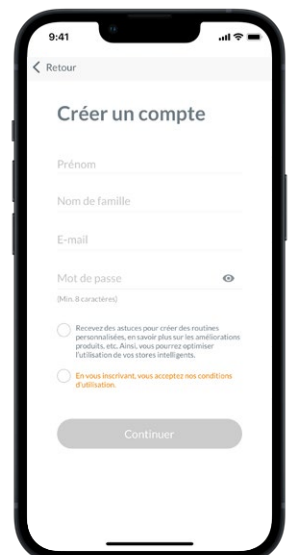 9:41
Retour
Créer un compte
Prénom
Nom de famille
E-mail
Mot de passe
(Min. 8 caractères)
Recevez des astuces pour créer des routines
personnalisées, en savoir plus sur les améliorations
produits, etc. Ainsi, vous pourrez optimiser
l'utilisation de vos stores intelligents.
En vous inscrivant, vous acceptez nos conditions
d'utilisation.
Continuer